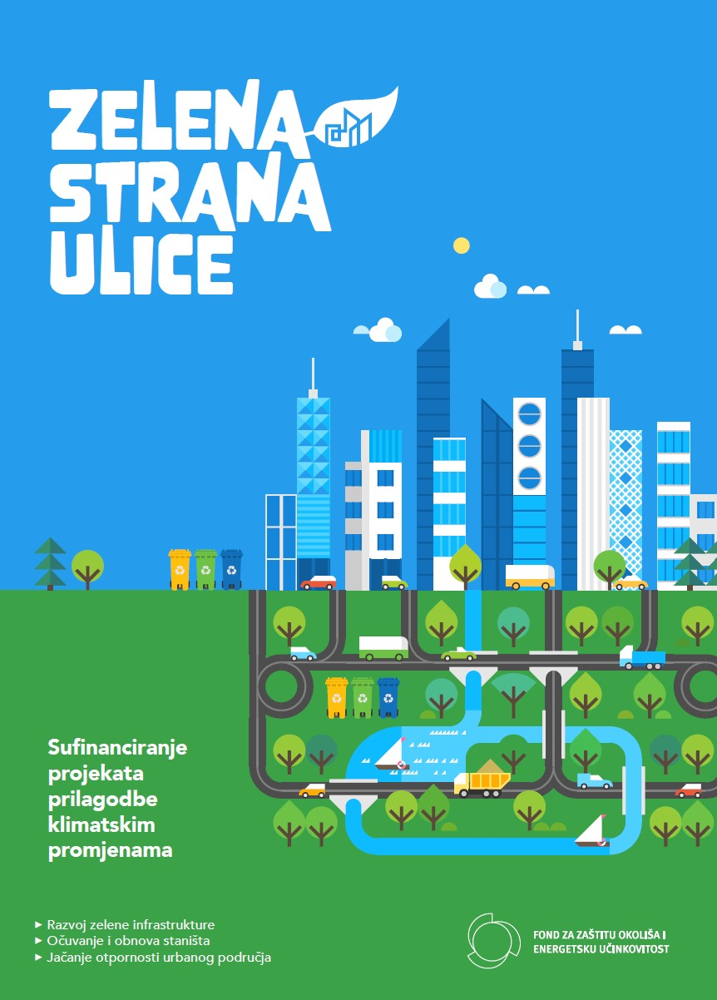 ZELENA
STRANA
ULICE
Sufinanciranje
projekata
prilagodbe
klimatskim
promjenama
▶ Razvoj zelene infrastrukture
▶ Očuvanje i obnova staništa
▶ Jačanje otpornosti urbanog područja
FOND ZA ZAŠTITU OKOLIŠA I
ENERGETSKU UČINKOVITOST